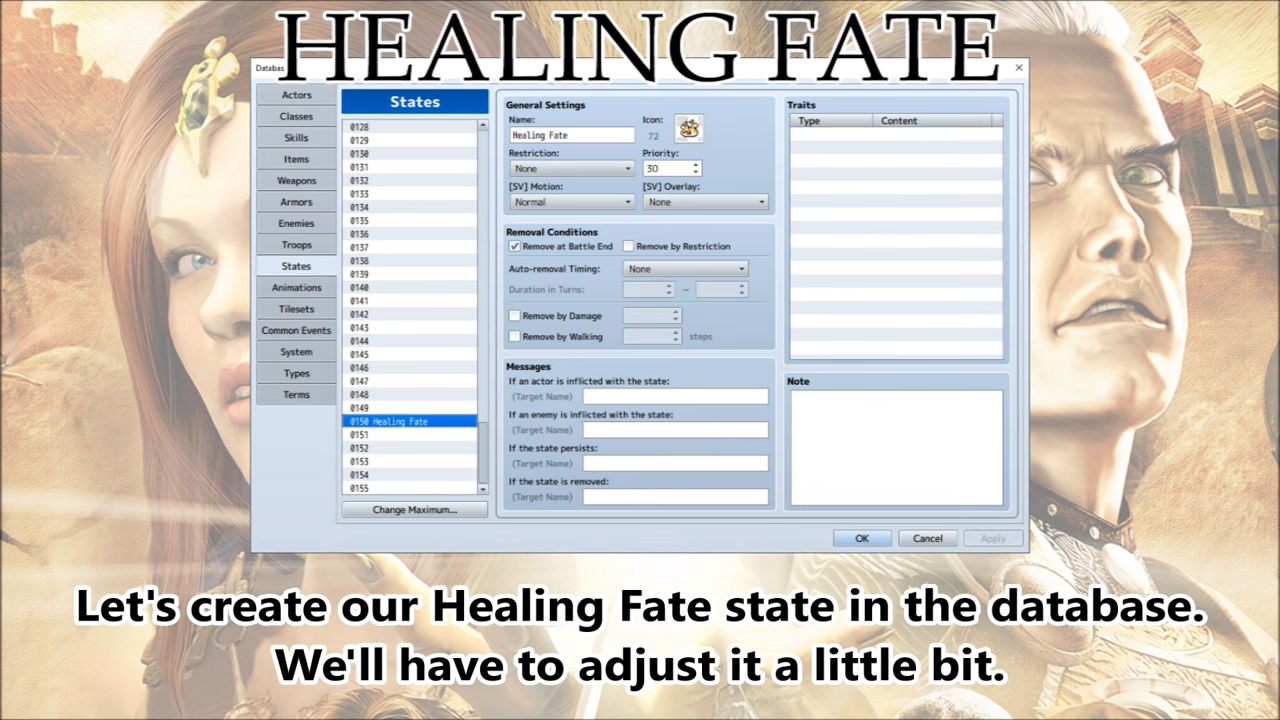 HEALING FATE
Databas
Actors
Classes
Skills
Items
Weapons
Armors
Enemies
Troops
States
Animations
Tilesets
Common Events
System
Types
Terms
States
0128
0129
0130
0131
0132
0133
0134
0135
0136
0137
0138
0139
0140
0141
0142
0143
0144
0145
0146
0147
0148
0149
0150 Healing Fate
0151
0152
0153
0154
0155
Change Maximum...
General Settings
Name:
Icon:
Healing Fate
72
Restriction:
Priority:
None
30
[SV] Motion:
[SV] Overlay:
Normal
None
Removal Conditions
Remove at Battle End
Remove by Restriction
Auto-removal Timing:
None
Duration in Turns:
~
Remove by Damage
Remove by Walking
steps
Messages
If an actor is inflicted with the state:
(Target Name)
If an enemy is inflicted with the state:
(Target Name)
If the state persists:
(Target Name)
If the state is removed:
(Target Name)
Traits
Type
Content
Note
OK
Cancel
Apply
Let's create our Healing Fate state in the database.
We'll have to adjust it a little bit.